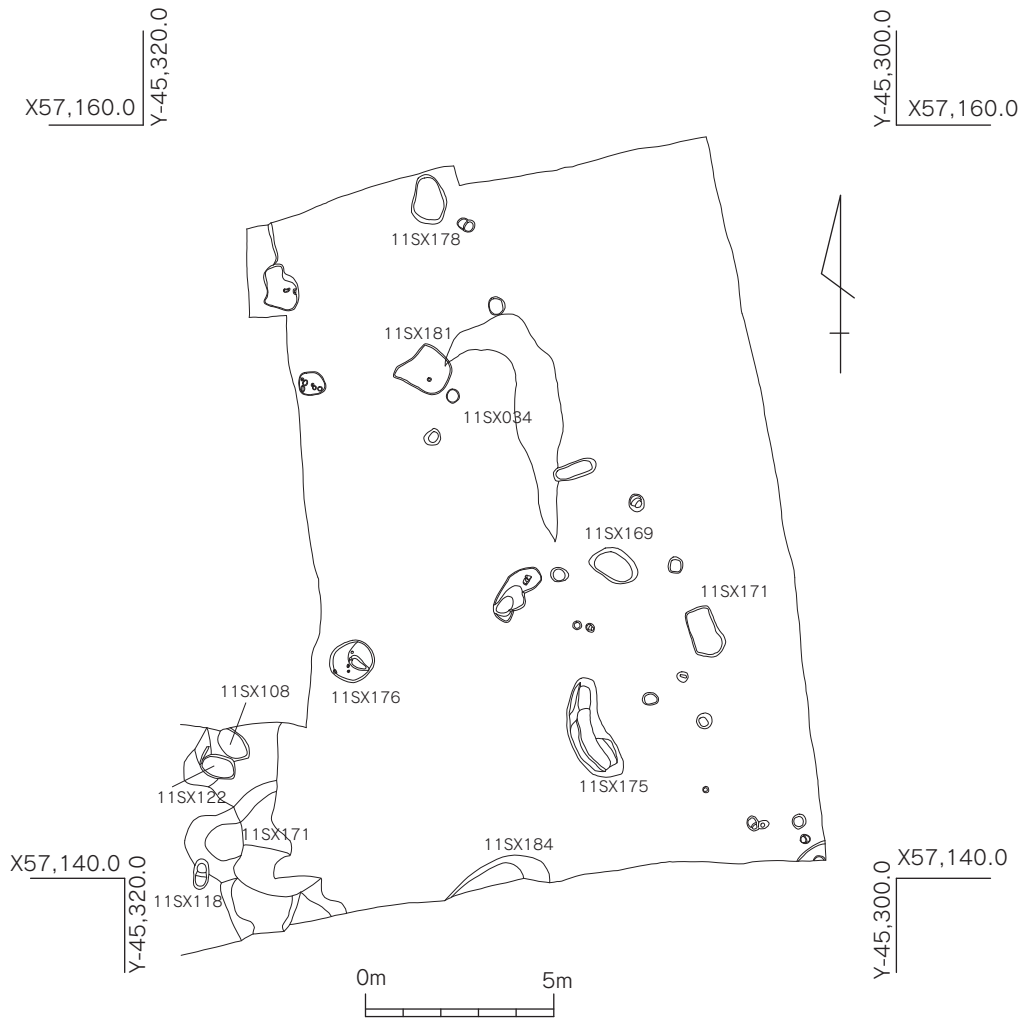 Y-45,320.0
Y-45,300.0
X57,160.0
X57,160.0
11SX178
11SX181
11SX034
11SX169
11SX171
11SX108
11SX176
11SX175
11SX122
11SX171
11SX184
11SX118
X57,140.0
X57,140.0
Y-45,320.0
Y-45,300.0
0m
5m